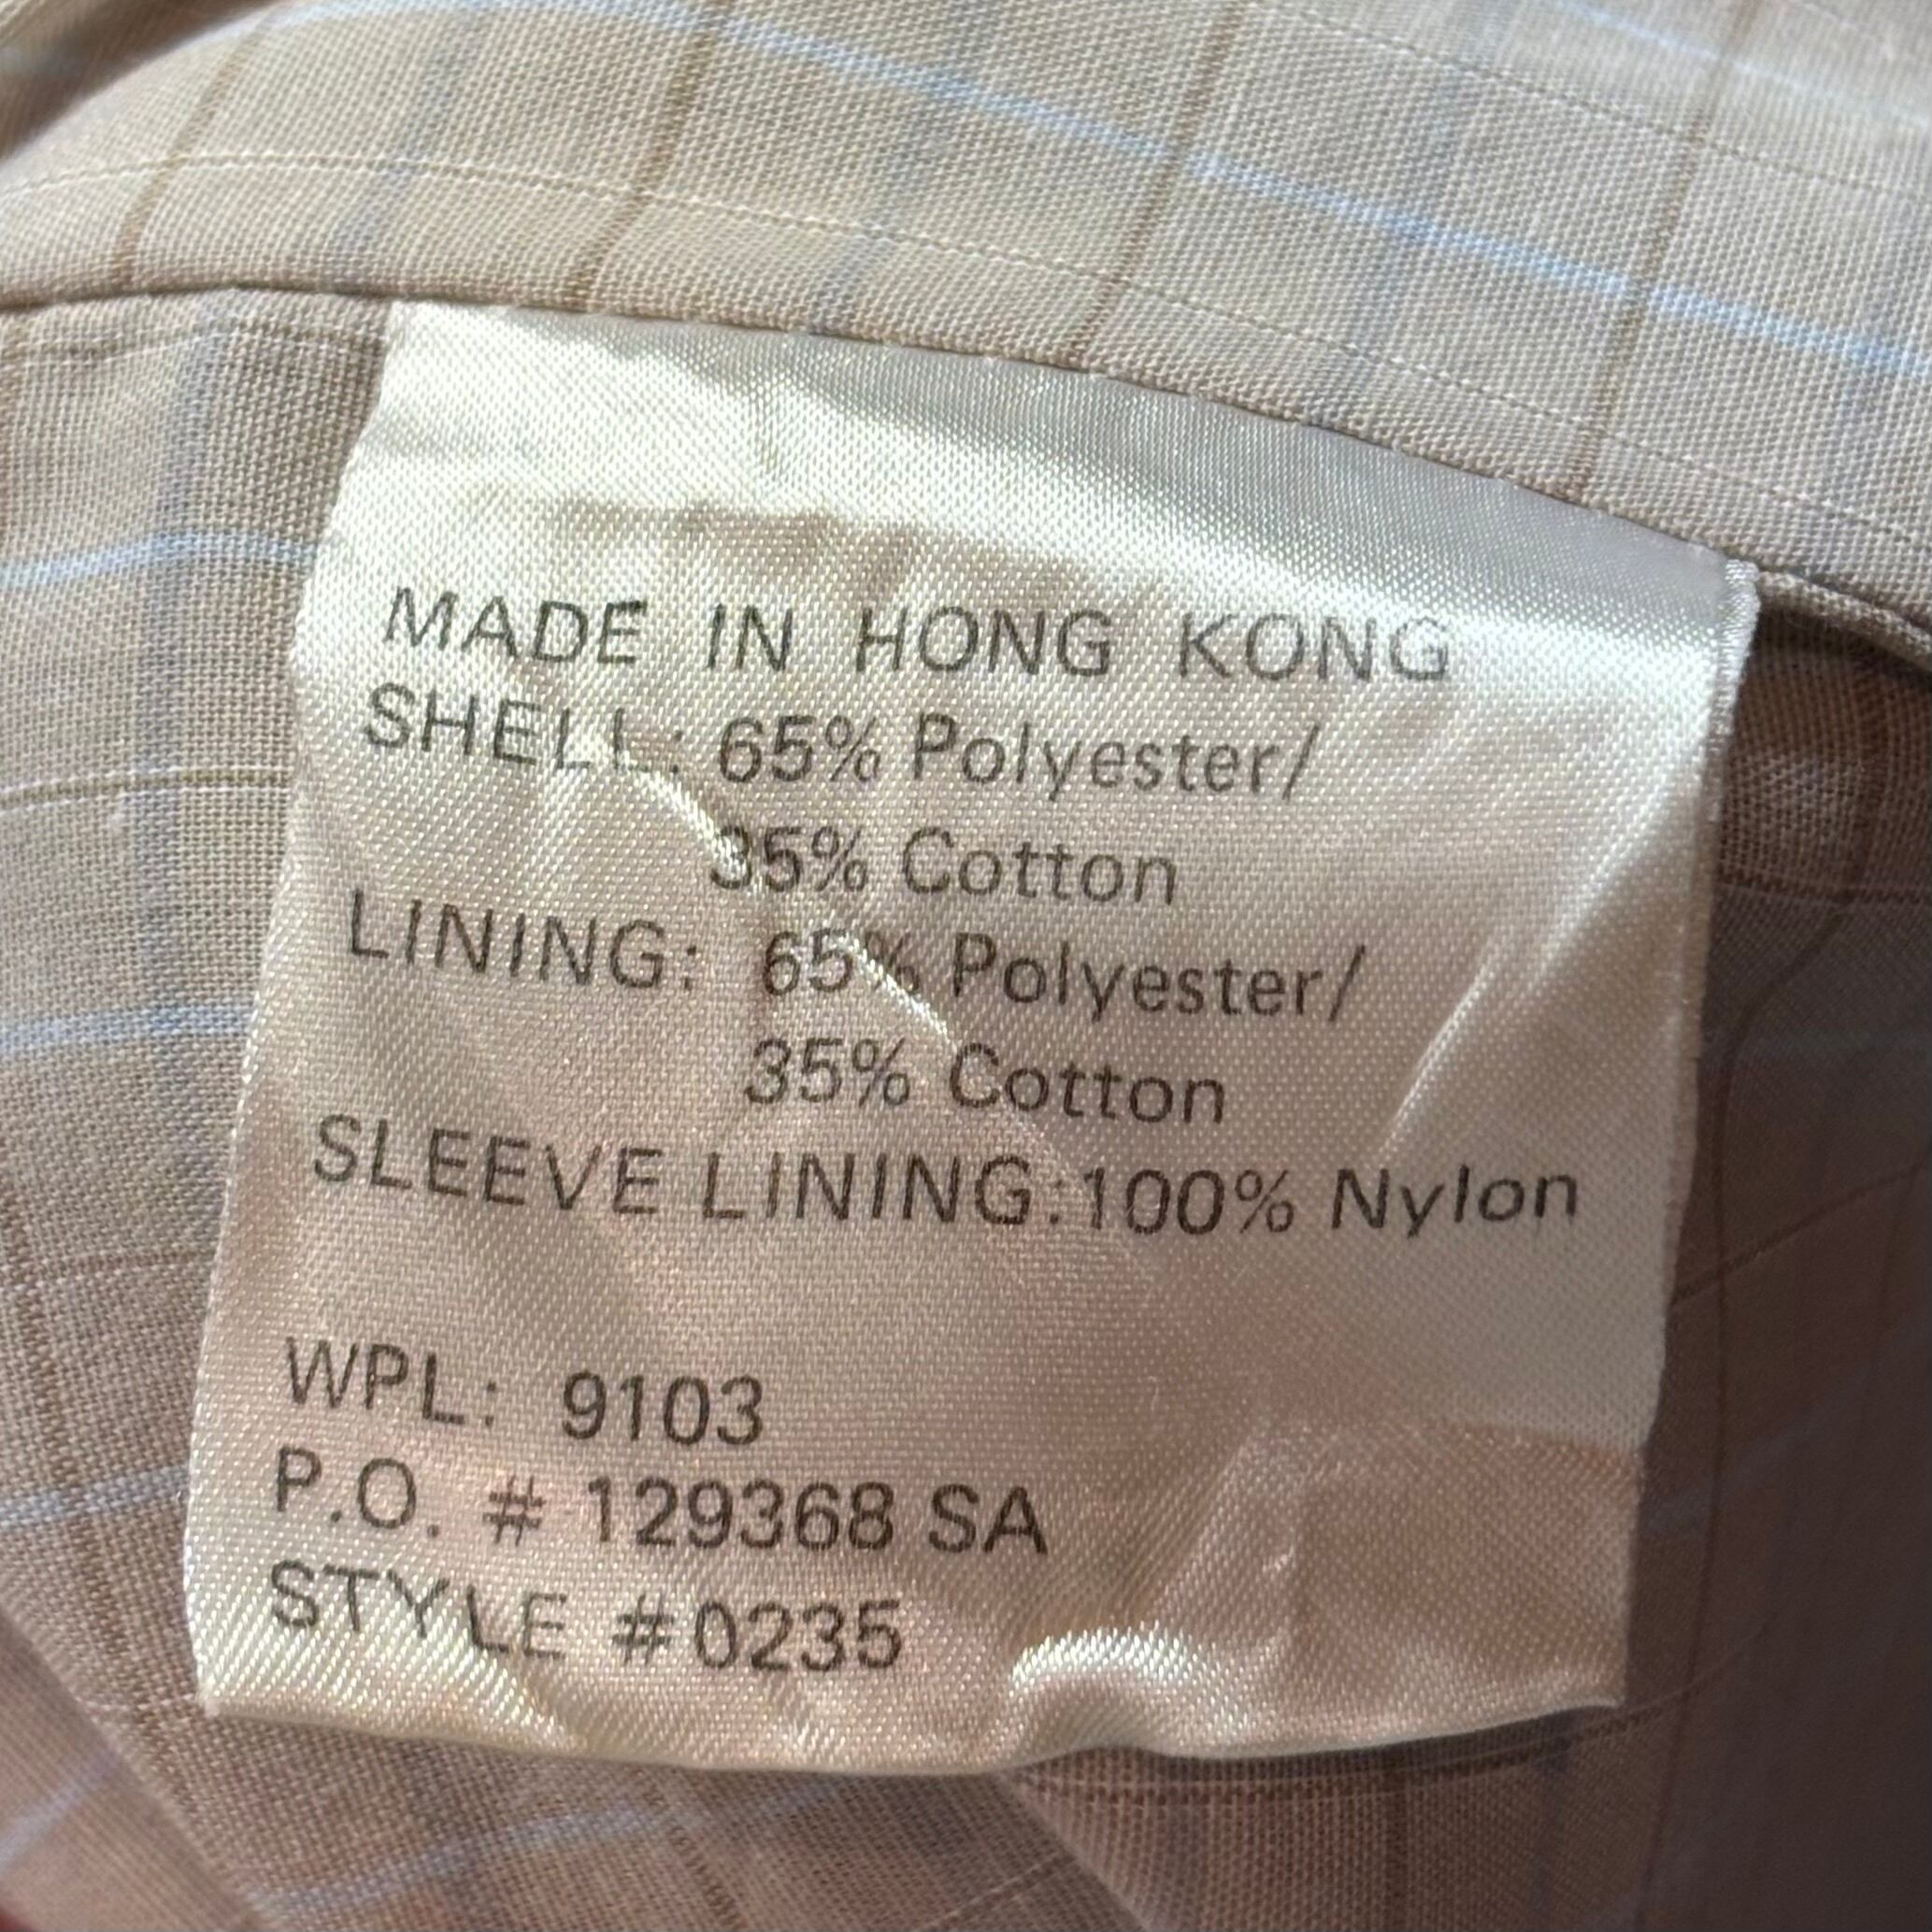 MADE IN HONG KONG
SHELL: 65% Polyester/
35% Cotton
LINING: 65% Polyester/
35% Cotton
SLEEVE LINING:100% Nylon
WPL: 9103
P.O. # 129368 SA
STYLE #0235